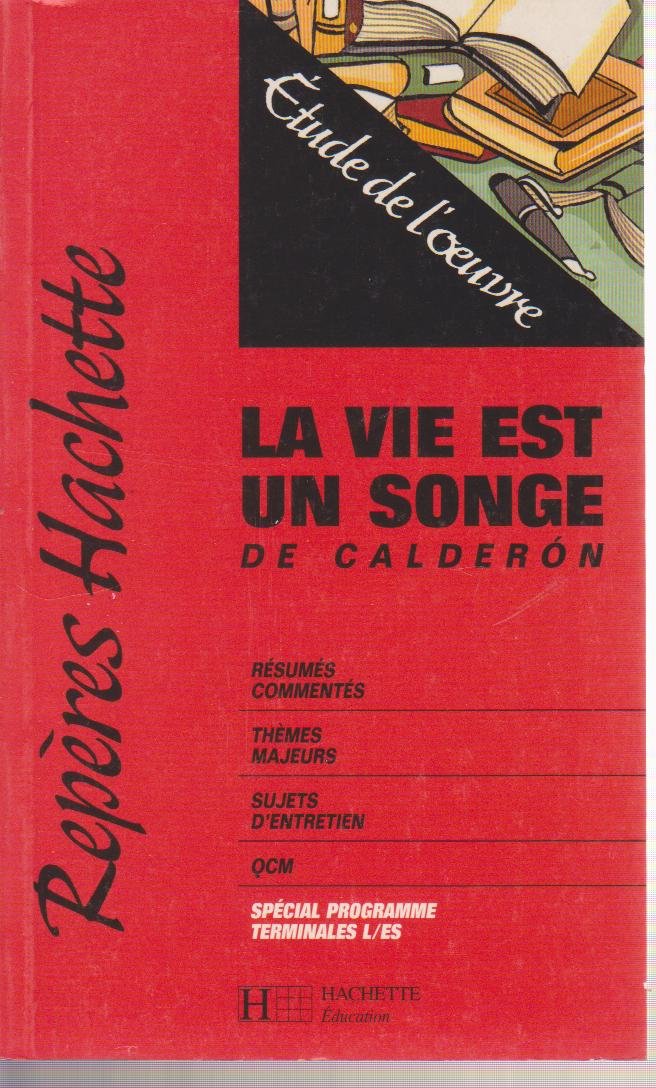 Étude de l'œuvre
Repères Hachette
LA VIE EST
UN SONGE
DE CALDERÓN
RÉSUMÉS
COMMENTÉS
THÈMES
MAJEURS
SUJETS
D'ENTRETIEN
QCM
SPÉCIAL PROGRAMME
TERMINALES L/ES
H HACHETTE
Éducation